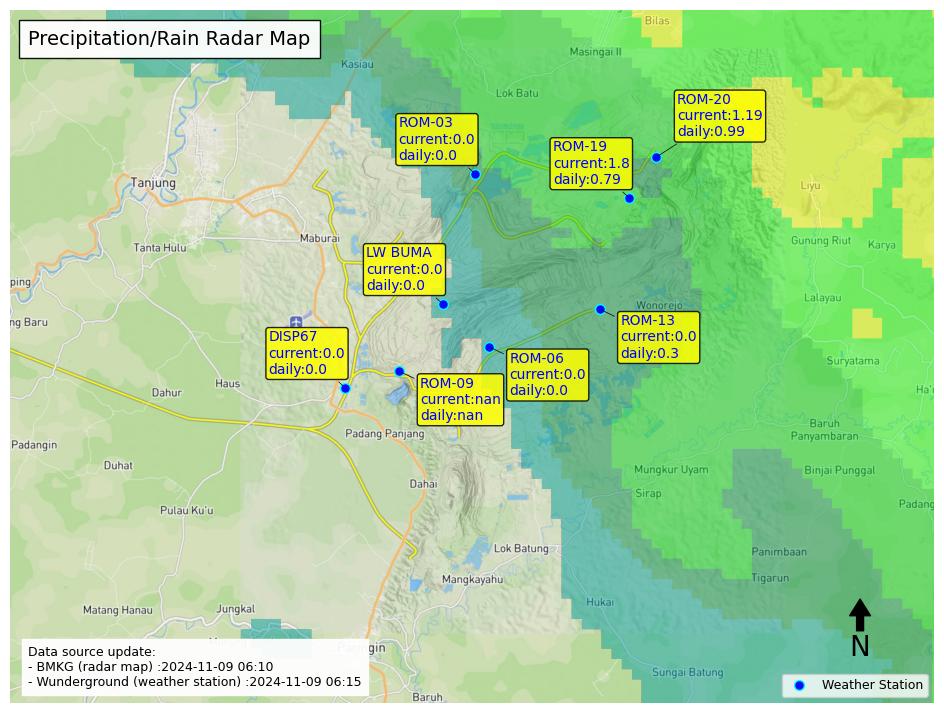 Precipitation/Rain Radar Map
Bilas
Masingai II
Kasiau
Lok Batu
ROM-20
current:1.19
daily:0.99
ROM-03
current:0.0
daily:0.0
ROM-19
current:1.8
daily:0.79
Tanjung
Liyu
Maburai
Tanta Hulu
Gunung Riut
Karya
LW BUMA
current:0.0
daily:0.0
ping
Lalayau
Wonorejo
ng Baru
ROM-13
current:0.0
daily:0.3
DISP67
current:0.0
daily:0.0
ROM-06
current:0.0
daily:0.0
Suryatama
Haus
Dahur
ROM-09
current:nan
daily:nan
Ha'
Baruh
Panyambaran
Padang Panjang
Padangin
Duhat
Mungkur Uyam
Binjai Punggal
Dahai
Sirap
Padang
Pulau Ku'u
Lok Batung
Panimbaan
Mangkayahu
Tigarun
Hukai
Matang Hanau
Jungkal
N
Data source update:
- BMKG (radar map) :2024-11-09 06:10
- Wunderground (weather station) :2024-11-09 06:15
Sungai Batung
Weather Station
Baruh